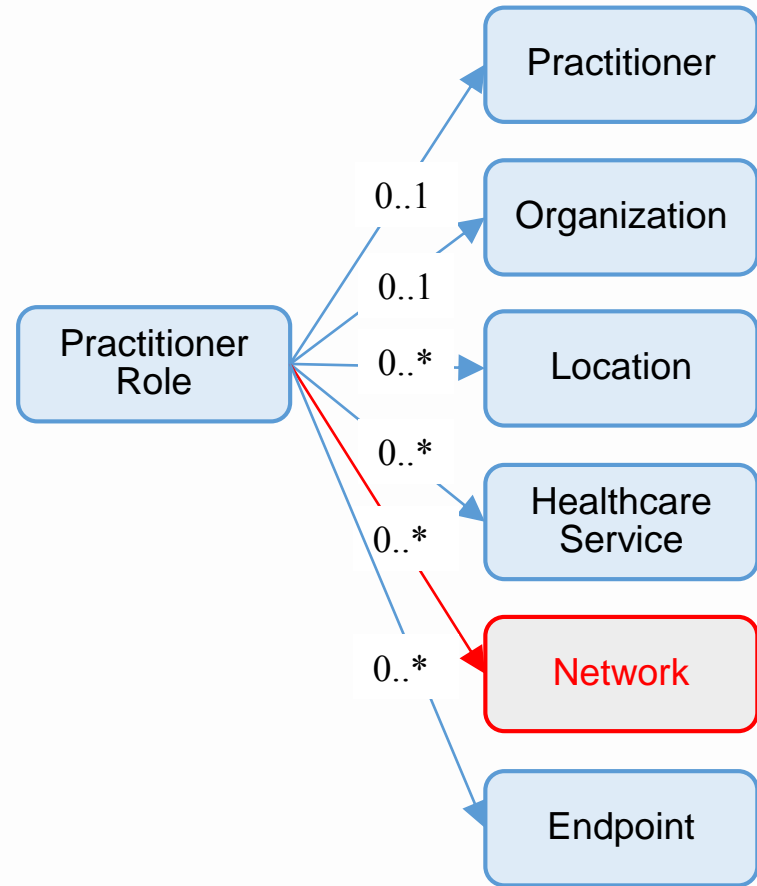 Practitioner
0..1
Organization
0..1
Practitioner
Role
0..*
Location
0..*
Healthcare
Service
0..*
Network
0..*
Endpoint